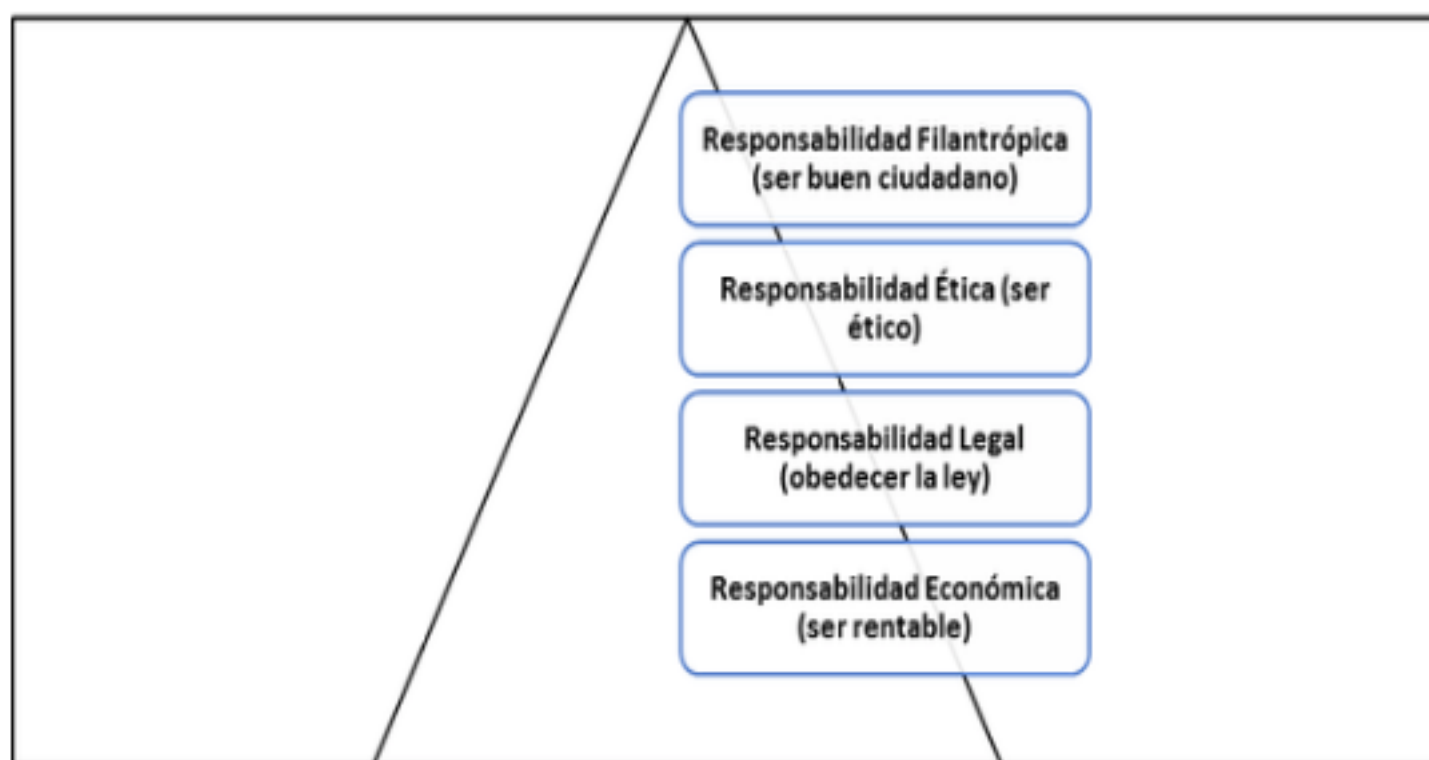 Responsabilidad Filantrópica
(ser buen ciudadano)
Responsabilidad Ética (ser
ético)
Responsabilidad Legal
(obedecer la ley)
Responsabilidad Económica
(ser rentable)